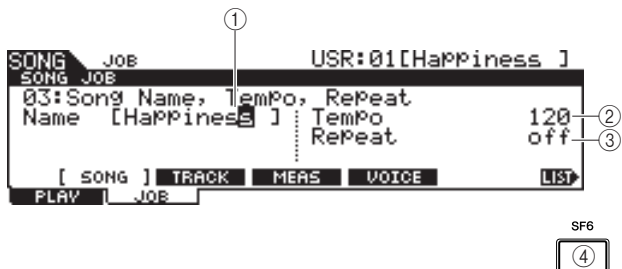 ①
SONG JOB USR:01[Happiness ]
SONG JOB
03:Song Name, Tempo, Repeat
Name [Happiness ] Tempo 120 ②
Repeat off ③
[ SONG ] TRACK MEAS VOICE LIST
PLAY JOB
SF6
④